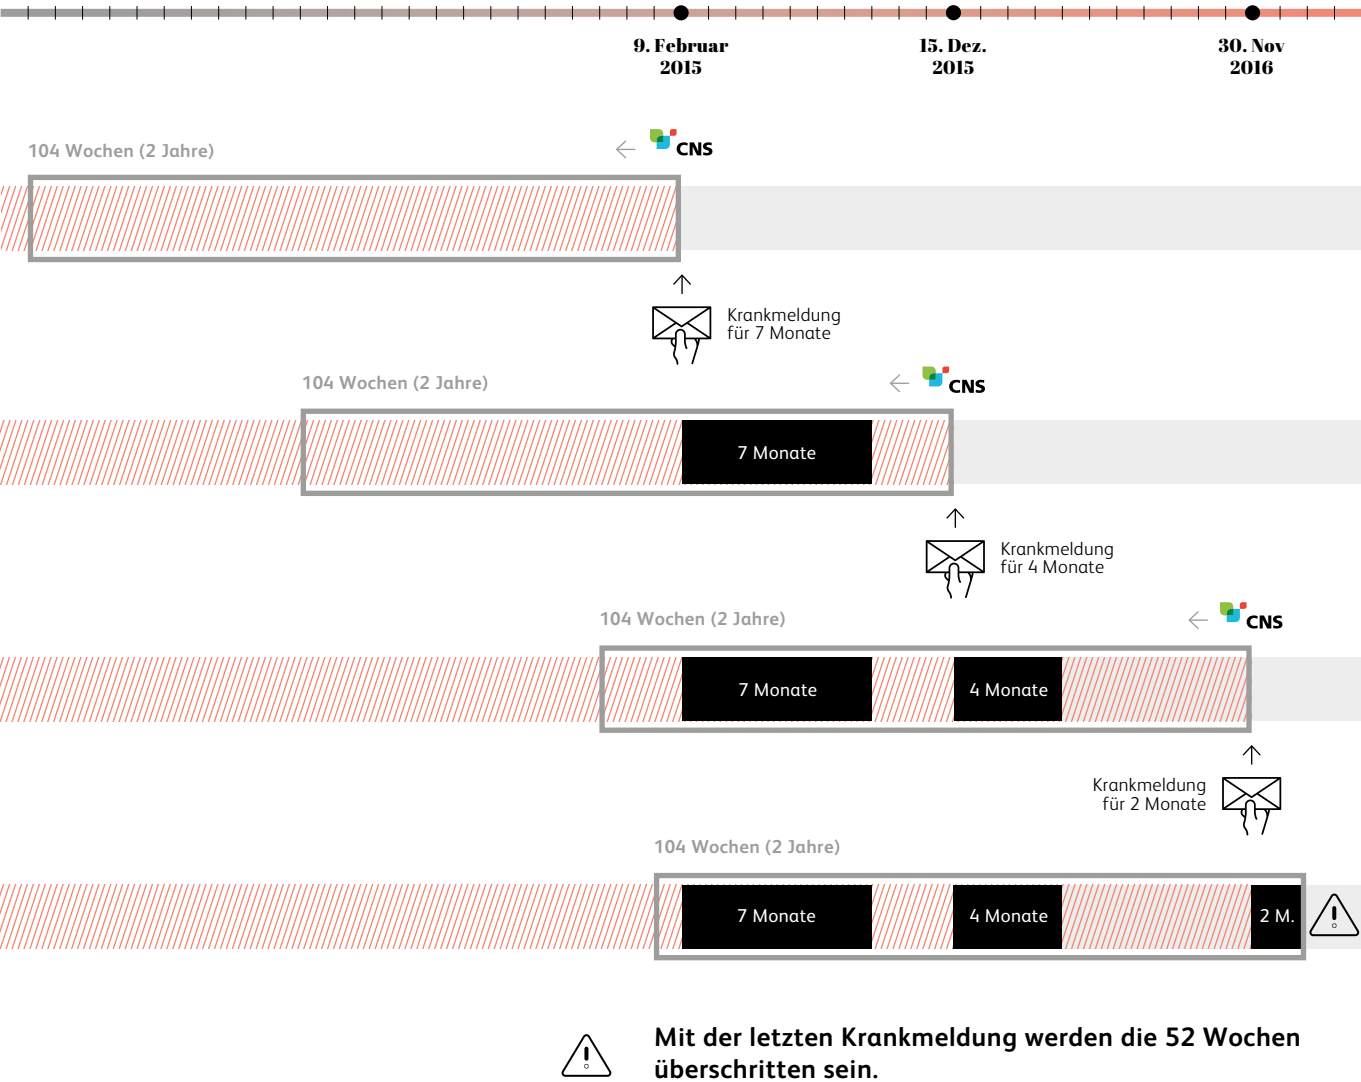 9. Februar
2015
15. Dez.
2015
30. Nov
2016
104 Wochen (2 Jahre)
CNS
Krankmeldung
für 7 Monate
104 Wochen (2 Jahre)
CNS
7 Monate
Krankmeldung
für 4 Monate
104 Wochen (2 Jahre)
CNS
7 Monate
4 Monate
Krankmeldung
für 2 Monate
104 Wochen (2 Jahre)
7 Monate
4 Monate
2 M.
Mit der letzten Krankmeldung werden die 52 Wochen
überschritten sein.